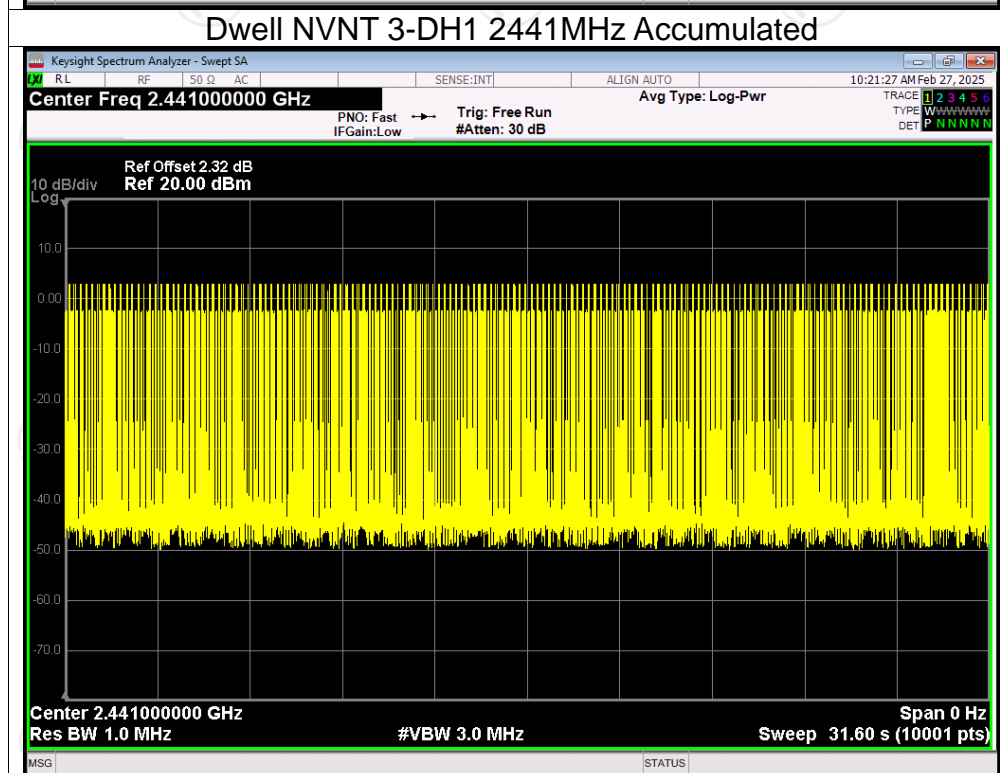 Dwell NVNT 3-DH1 2441MHz Accumulated
Keysight Spectrum Analyzer - Swept SA
LXI RL RF 50 Ω AC SENSE:INT ALIGN AUTO 10:21:27 AM Feb 27, 2025
Center Freq 2.441000000 GHz Avg Type: Log-Pwr TRACE 1 2 3 4 5 6
PNO: Fast Trig: Free Run TYPE WWWWWW
IFGain:Low #Atten: 30 dB DET P N N N N N
Ref Offset 2.32 dB
10 dB/div Ref 20.00 dBm
Log
10.0
0.00
-10.0
-20.0
-30.0
-40.0
-50.0
-60.0
-70.0
Center 2.441000000 GHz Span 0 Hz
Res BW 1.0 MHz #VBW 3.0 MHz Sweep 31.60 s (10001 pts)
MSG STATUS